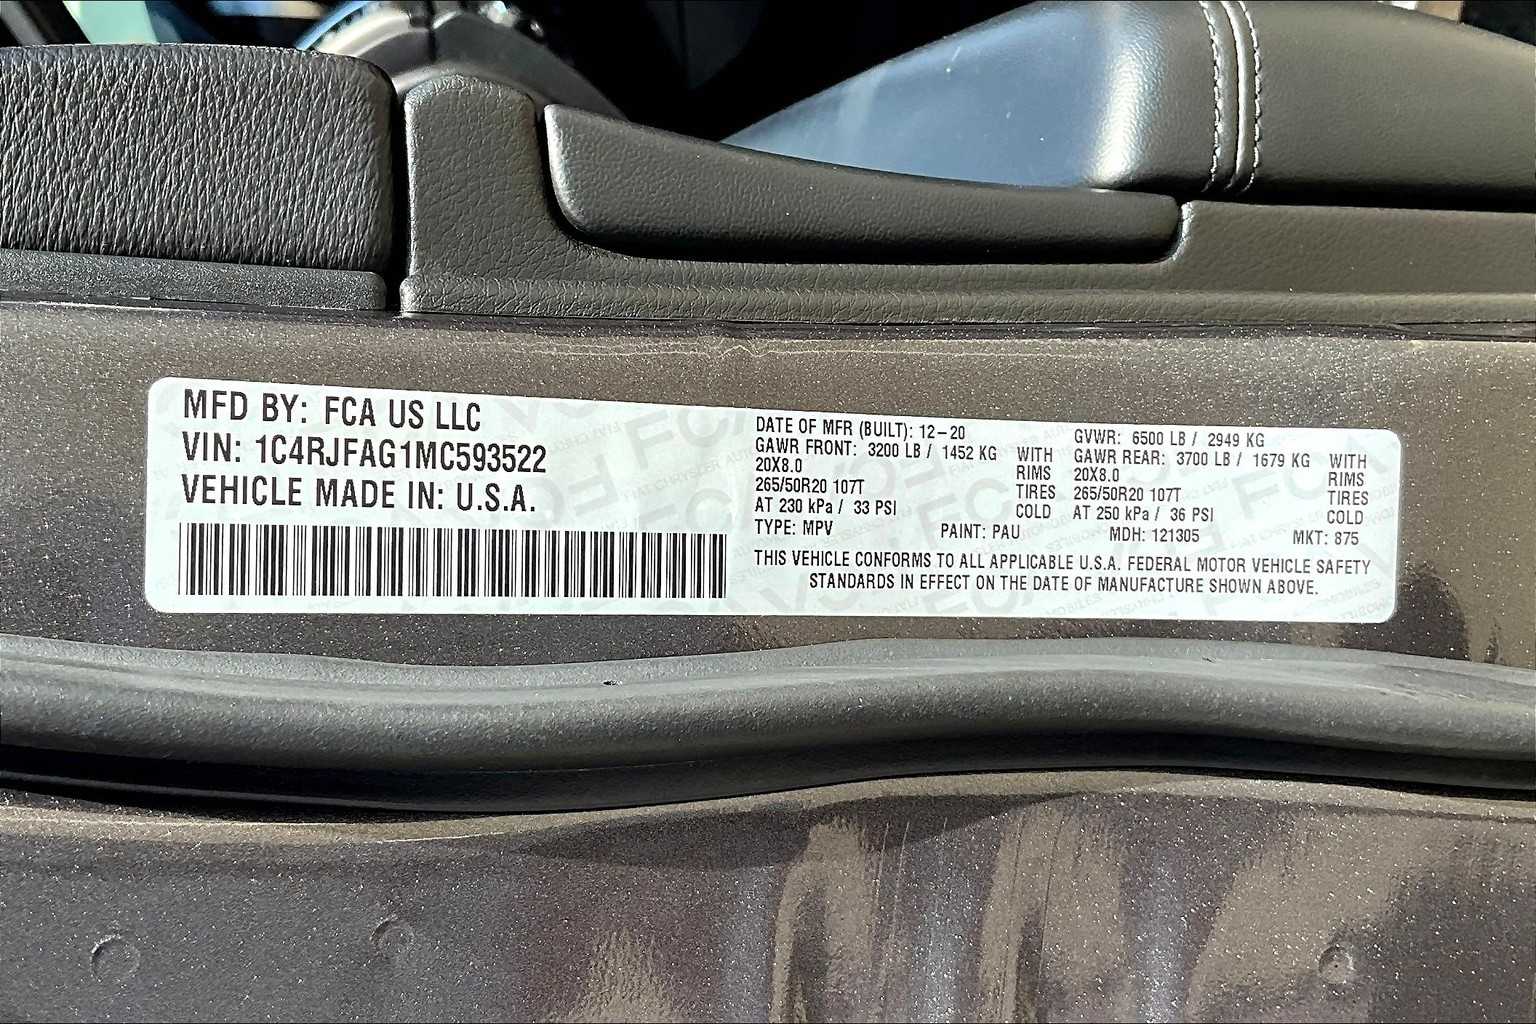 MFD BY: FCA US LLC
VIN: 1C4RJFAG1MC593522
VEHICLE MADE IN: U.S.A.
DATE OF MFR (BUILT): 12-20
GAWR FRONT: 3200 LB / 1452 KG WITH
20X8.0 RIMS
265/50R20 107T TIRES
AT 230 kPa / 33 PSI COLD
GVWR: 6500 LB / 2949 KG
GAWR REAR: 3700 LB / 1679 KG WITH
20X8.0 RIMS
265/50R20 107T TIRES
AT 250 kPa / 36 PSI COLD
TYPE: MPV PAINT: PAU MDH: 121305 MKT: 875
THIS VEHICLE CONFORMS TO ALL APPLICABLE U.S.A. FEDERAL MOTOR VEHICLE SAFETY
STANDARDS IN EFFECT ON THE DATE OF MANUFACTURE SHOWN ABOVE.